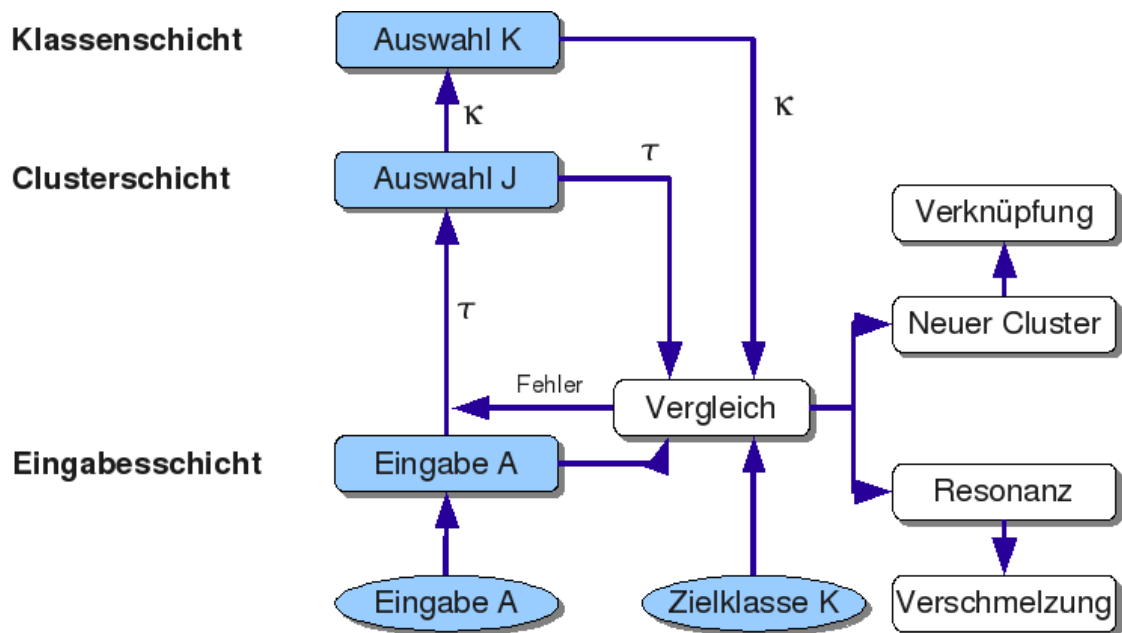 Klassenschicht
Auswahl K
κ
κ
Clusterschicht
Auswahl J
τ
Verknüpfung
τ
Neuer Cluster
Fehler
Vergleich
Eingabesschicht
Eingabe A
Resonanz
Eingabe A
Zielklasse K
Verschmelzung